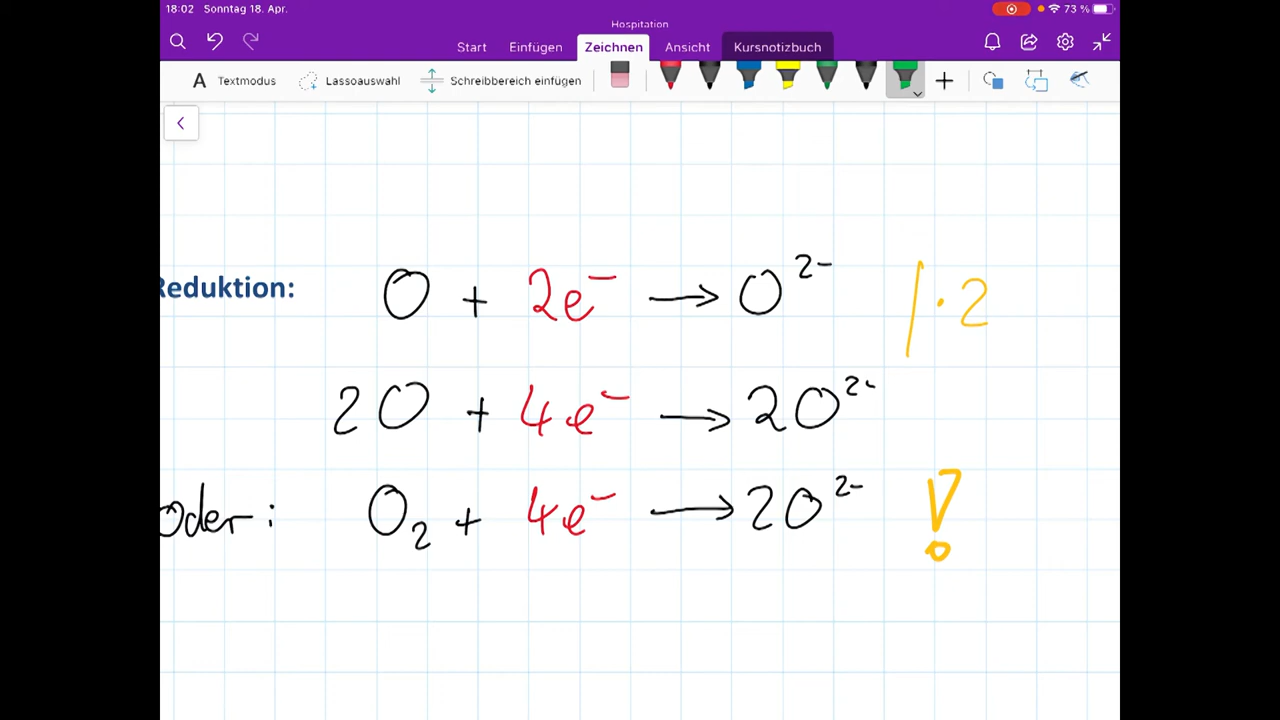 18:02 Sonntag 18. Apr.
73 %
Hospitation
Start Einfügen Zeichnen Ansicht Kursnotizbuch
Textmodus Lassoauswahl Schreibbereich einfügen
Reduktion: O + 2e⁻ → O²⁻ | · 2
2O + 4e⁻ → 2O²⁻
oder: O₂ + 4e⁻ → 2O²⁻ !